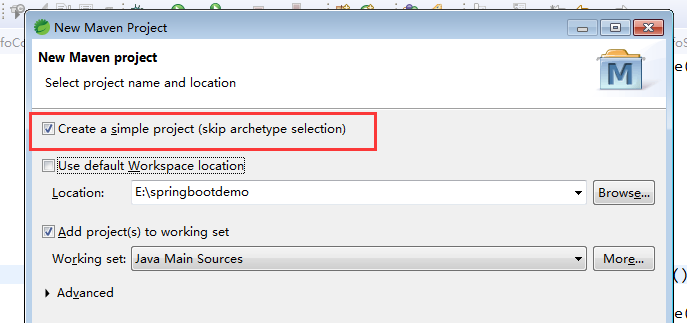 New Maven Project
New Maven project
Select project name and location
M
Create a simple project (skip archetype selection)
Use default Workspace location
Location:
E:\springbootdemo
Browse...
Add project(s) to working set
Working set:
Java Main Sources
More...
Advanced